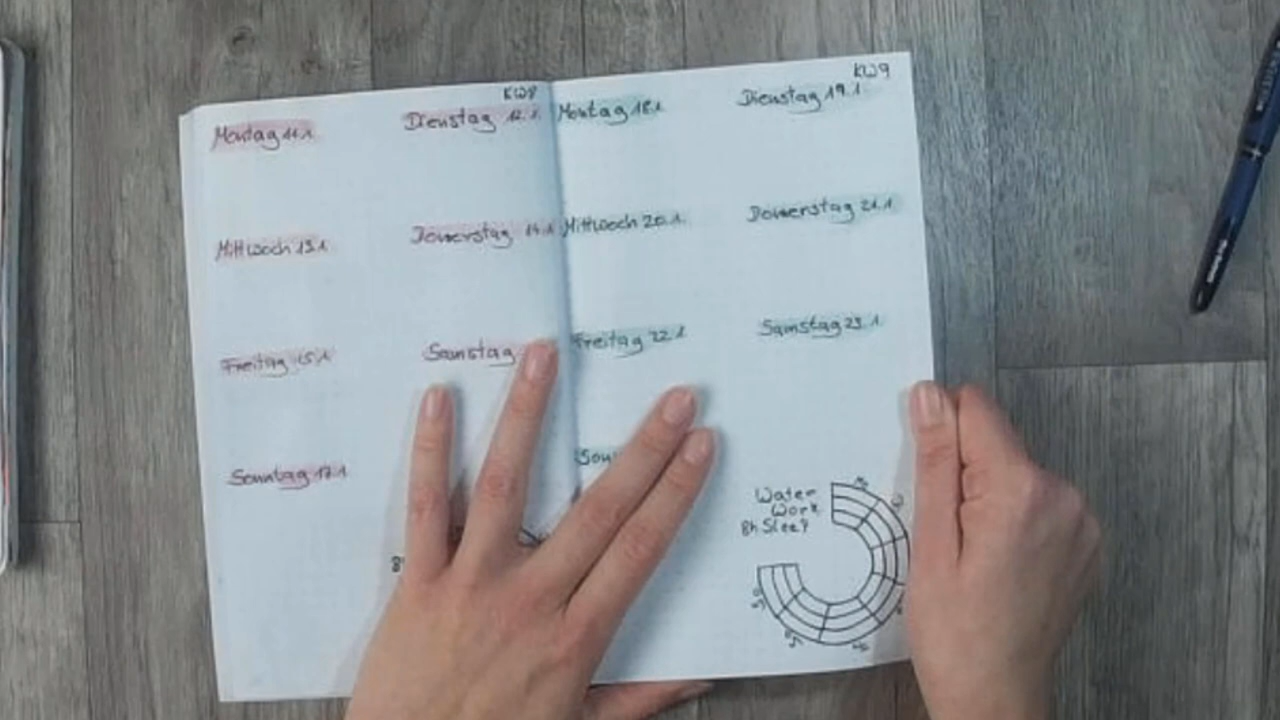 KW8
Montag 11.1.
Dienstag 12.1.
Mittwoch 13.1
Donnerstag 14.1
Freitag 15.1
Samstag
Sonntag 17.1
KW9
Montag 18.1.
Dienstag 19.1
Mittwoch 20.1.
Donnerstag 21.1
Freitag 22.1
Samstag 23.1
Water
Work
8h Sleep